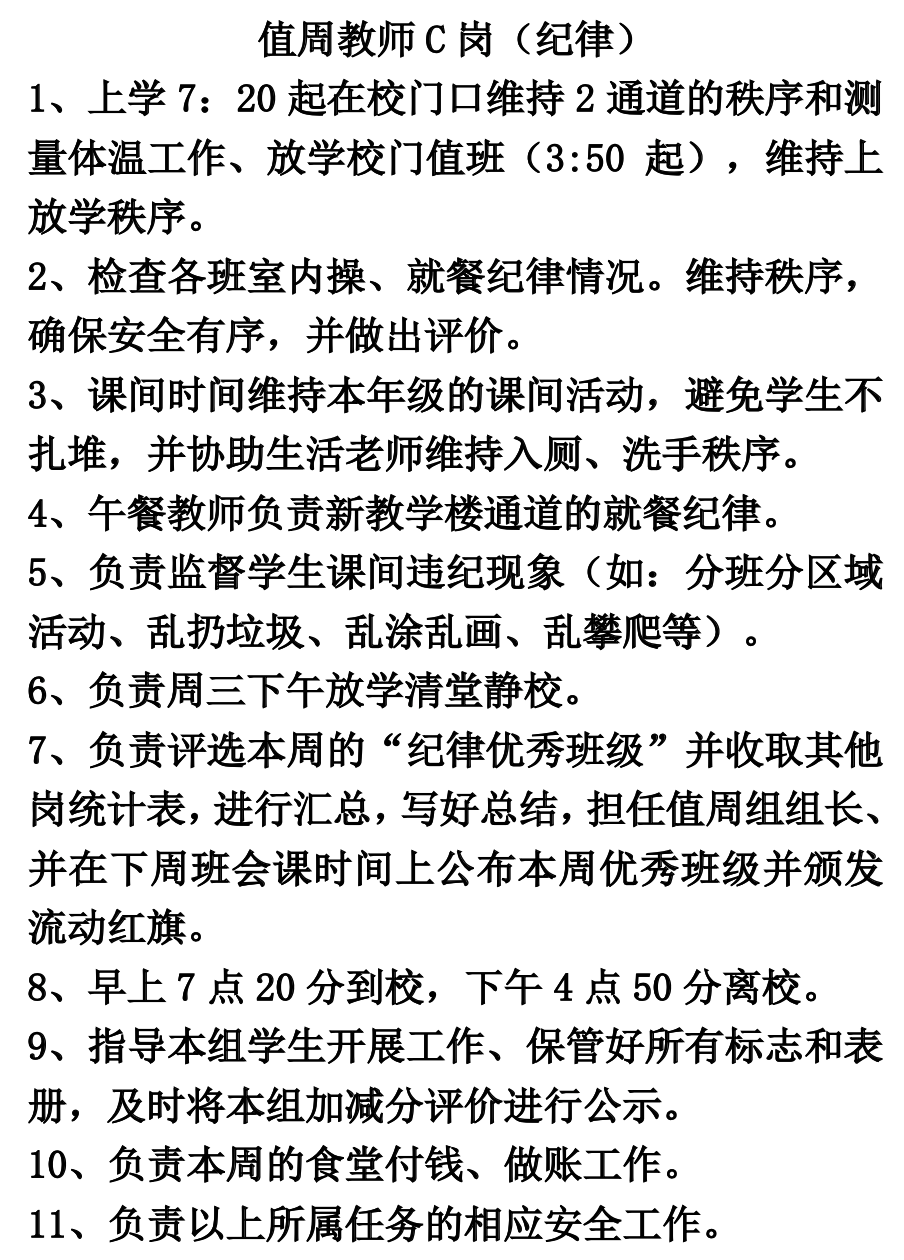 值周教师 C 岗（纪律）
1、上学 7：20 起在校门口维持 2 通道的秩序和测
量体温工作、放学校门值班（3:50 起），维持上
放学秩序。
2、检查各班室内操、就餐纪律情况。维持秩序，
确保安全有序，并做出评价。
3、课间时间维持本年级的课间活动，避免学生不
扎堆，并协助生活老师维持入厕、洗手秩序。
4、午餐教师负责新教学楼通道的就餐纪律。
5、负责监督学生课间违纪现象（如：分班分区域
活动、乱扔垃圾、乱涂乱画、乱攀爬等）。
6、负责周三下午放学清堂静校。
7、负责评选本周的“纪律优秀班级”并收取其他
岗统计表，进行汇总，写好总结，担任值周组组长、
并在下周班会课时间上公布本周优秀班级并颁发
流动红旗。
8、早上 7 点 20 分到校，下午 4 点 50 分离校。
9、指导本组学生开展工作、保管好所有标志和表
册，及时将本组加减分评价进行公示。
10、负责本周的食堂付钱、做账工作。
11、负责以上所属任务的相应安全工作。